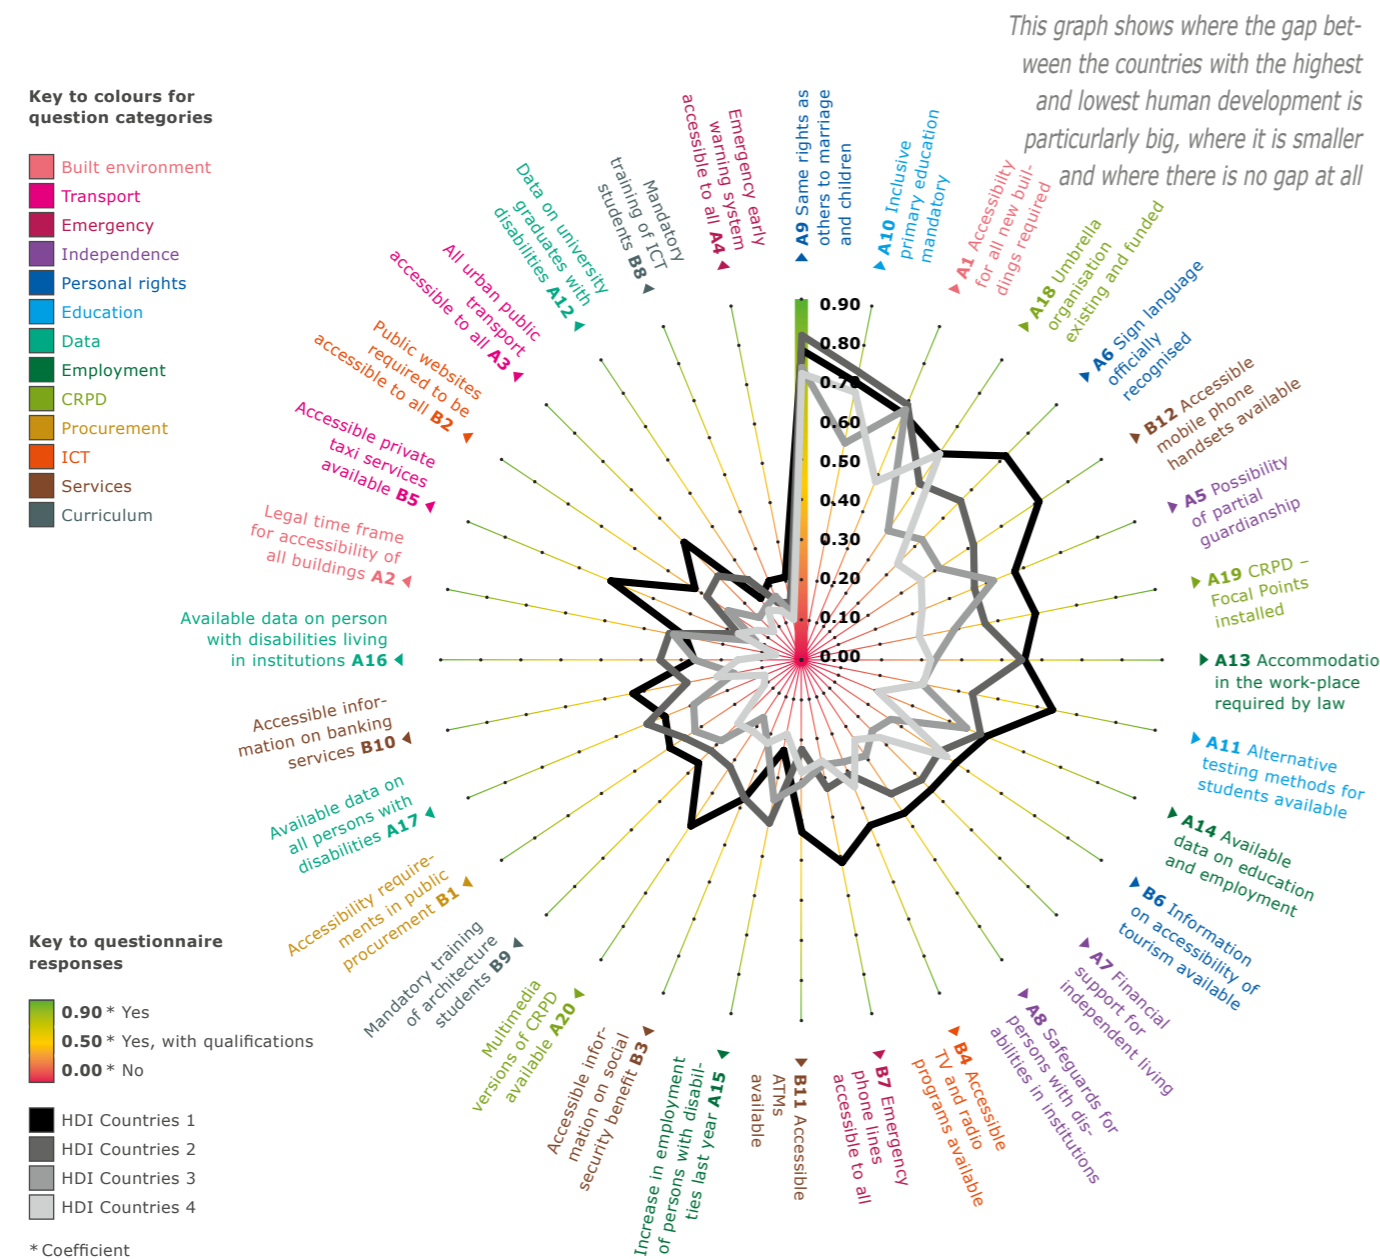 This graph shows where the gap bet-
ween the countries with the highest
and lowest human development is
particurlarly big, where it is smaller
and where there is no gap at all
Key to colours for
question categories
Built environment
Transport
Emergency
Independence
Personal rights
Education
Data
Employment
CRPD
Procurement
ICT
Services
Curriculum
A9 Same rights as
others to marriage
and children
A10 Inclusive
primary education
mandatory
A1 Accessibilty
for all new buil-
dings required
A18 Umbrella
organisation
existing and funded
A6 Sign language
officially
recognised
B12 Accessible
mobile phone
handsets available
A5 Possibility
of partial
guardianship
A19 CRPD –
Focal Points
installed
A13 Accommodatio
in the work-place
required by law
A11 Alternative
testing methods for
students available
A14 Available
data on education
and employment
B6 Information
on accessibility of
tourism available
A7 Financial
support for
independent living
A8 Safeguards for
persons with dis-
abilities in institutions
B4 Accessible
TV and radio
programs available
B7 Emergency
phone lines
accessible to all
B11 Accessible
ATMs
available
Increase in employment
of persons with disabil-
ties last year A15
Accessible infor-
mation on social
security benefit B3
Multimedia
versions of CRPD
available A20
Mandatory training
of architecture
students B9
Accessibility require-
ments in public
procurement B1
Available data on
all persons with
disabilities A17
Accessible infor-
mation on banking
services B10
Available data on person
with disabilities living
in institutions A16
Legal time frame
for accessibility of
all buildings A2
Accessible private
taxi services
available B5
Public websites
required to be
accessible to all B2
All urban public
transport
accessible to all A3
Data on university
graduates with
disabilities A12
Mandatory
training of ICT
students B8
Emergency early
warning system
accessible to all A4
0.90
0.80
0.70
0.60
0.50
0.40
0.30
0.20
0.10
0.00
Key to questionnaire
responses
0.90 * Yes
0.50 * Yes, with qualifications
0.00 * No
HDI Countries 1
HDI Countries 2
HDI Countries 3
HDI Countries 4
* Coefficient